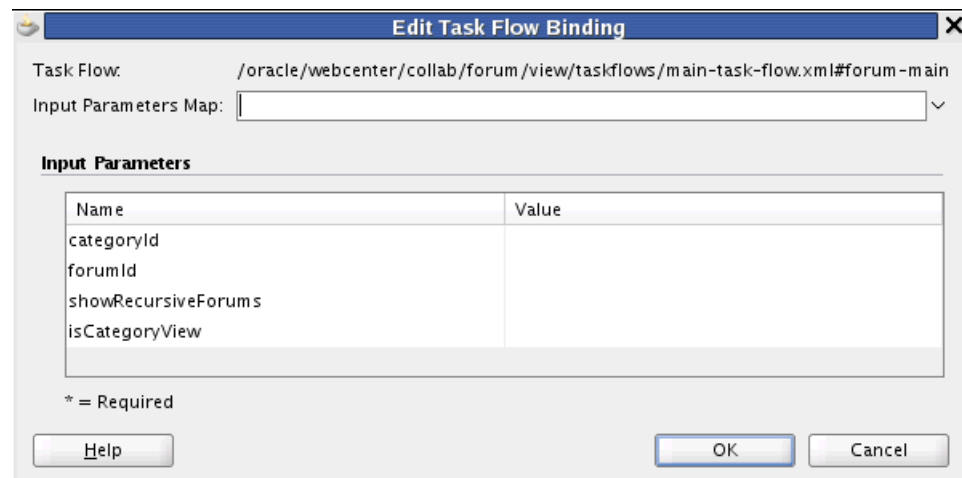 Edit Task Flow Binding
Task Flow: /oracle/webcenter/collab/forum/view/taskflows/main-task-flow.xml#forum-main
Input Parameters Map:
Input Parameters
Name Value
categoryId
forumId
showRecursiveForums
isCategoryView
* = Required
Help OK Cancel